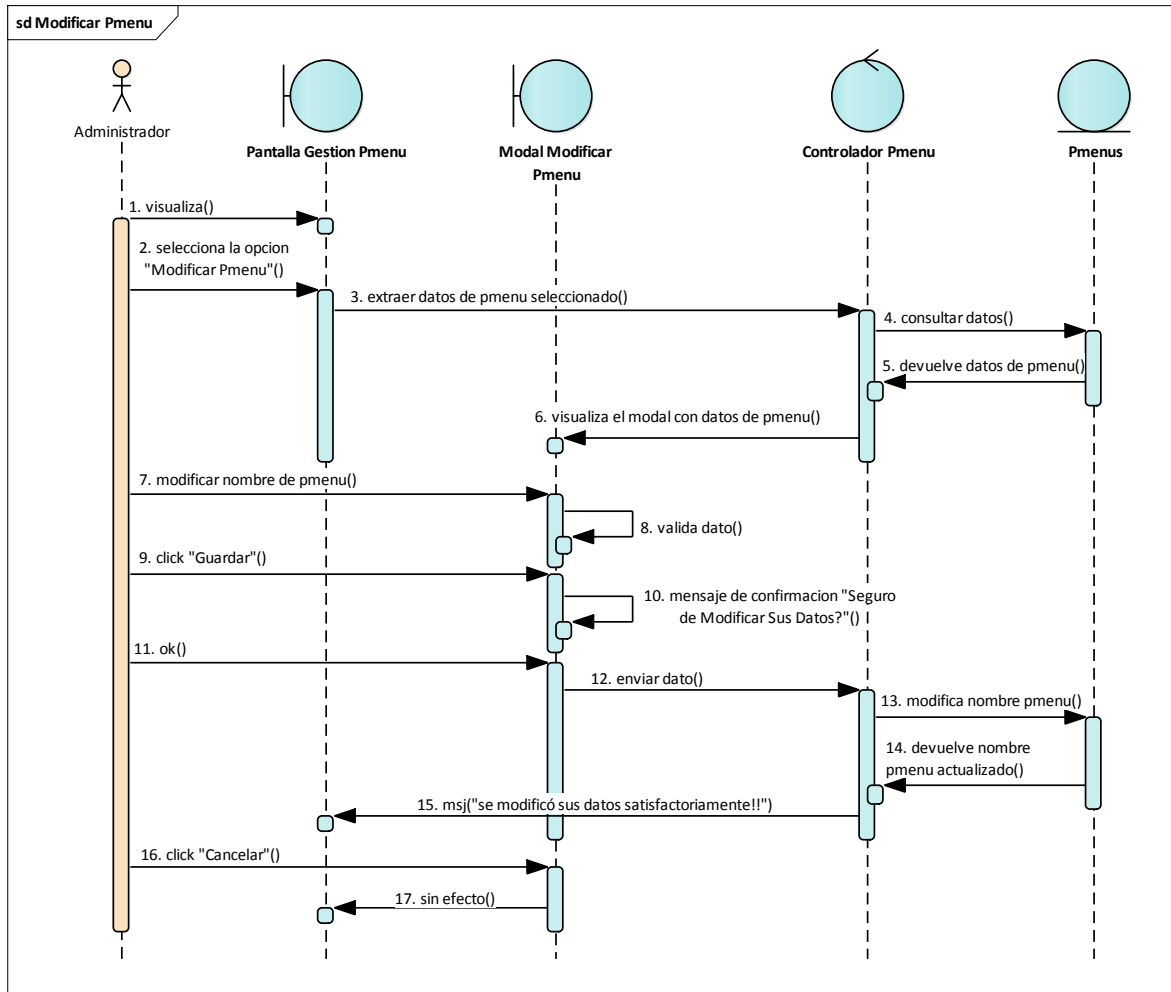 sd Modificar Pmenu
Administrador
Pantalla Gestion Pmenu
Modal Modificar
Pmenu
Controlador Pmenu
Pmenus
1. visualiza()
2. selecciona la opcion
"Modificar Pmenu"()
3. extraer datos de pmenu seleccionado()
4. consultar datos()
5. devuelve datos de pmenu()
6. visualiza el modal con datos de pmenu()
7. modificar nombre de pmenu()
8. valida dato()
9. click "Guardar"()
10. mensaje de confirmacion "Seguro
de Modificar Sus Datos?"()
11. ok()
12. enviar dato()
13. modifica nombre pmenu()
14. devuelve nombre
pmenu actualizado()
15. msj("se modificó sus datos satisfactoriamente!!")
16. click "Cancelar"()
17. sin efecto()